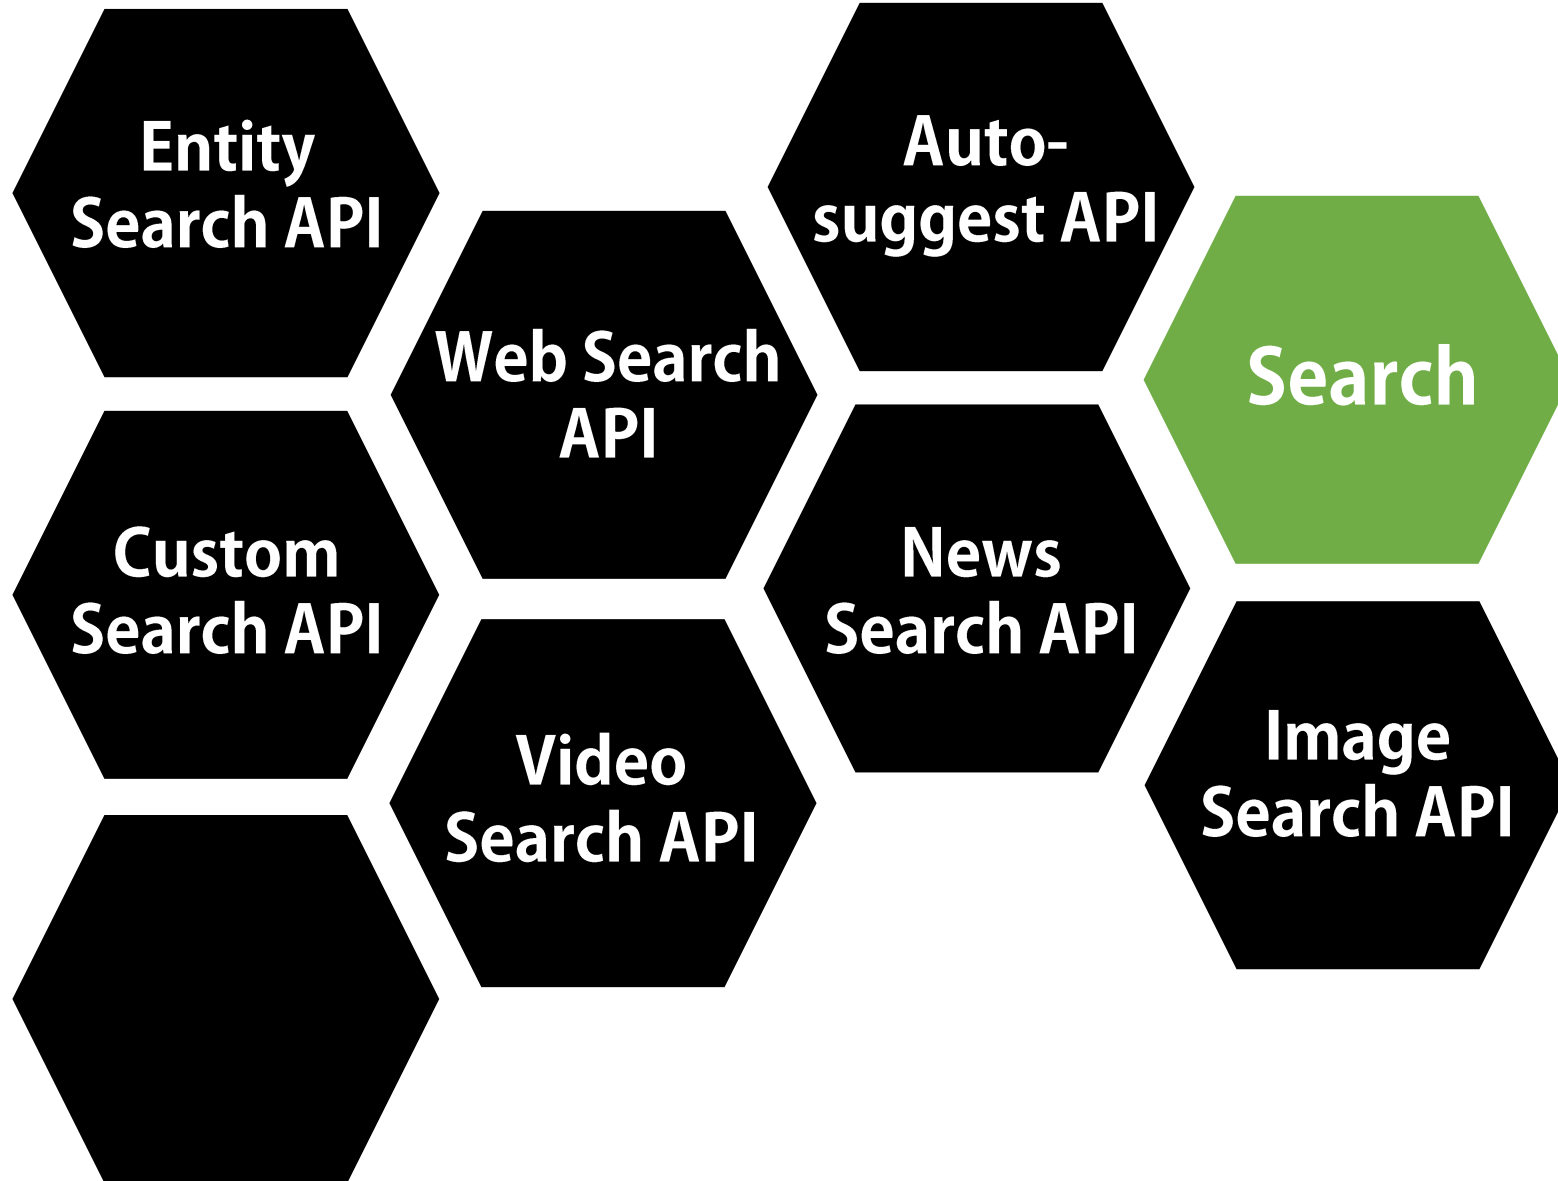 Entity
Search API
Auto-
suggest API
Web Search
API
Search
Custom
Search API
News
Search API
Video
Search API
Image
Search API